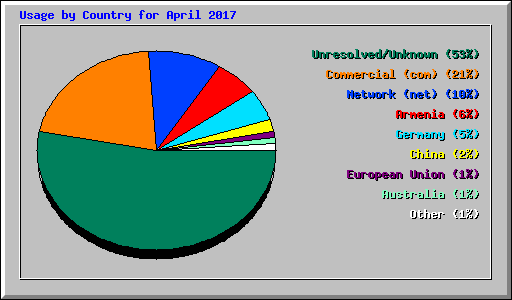 Usage by Country for April 2017
Unresolved/Unknown (53%)
Commercial (com) (21%)
Network (net) (10%)
Armenia (6%)
Germany (5%)
China (2%)
European Union (1%)
Australia (1%)
Other (1%)